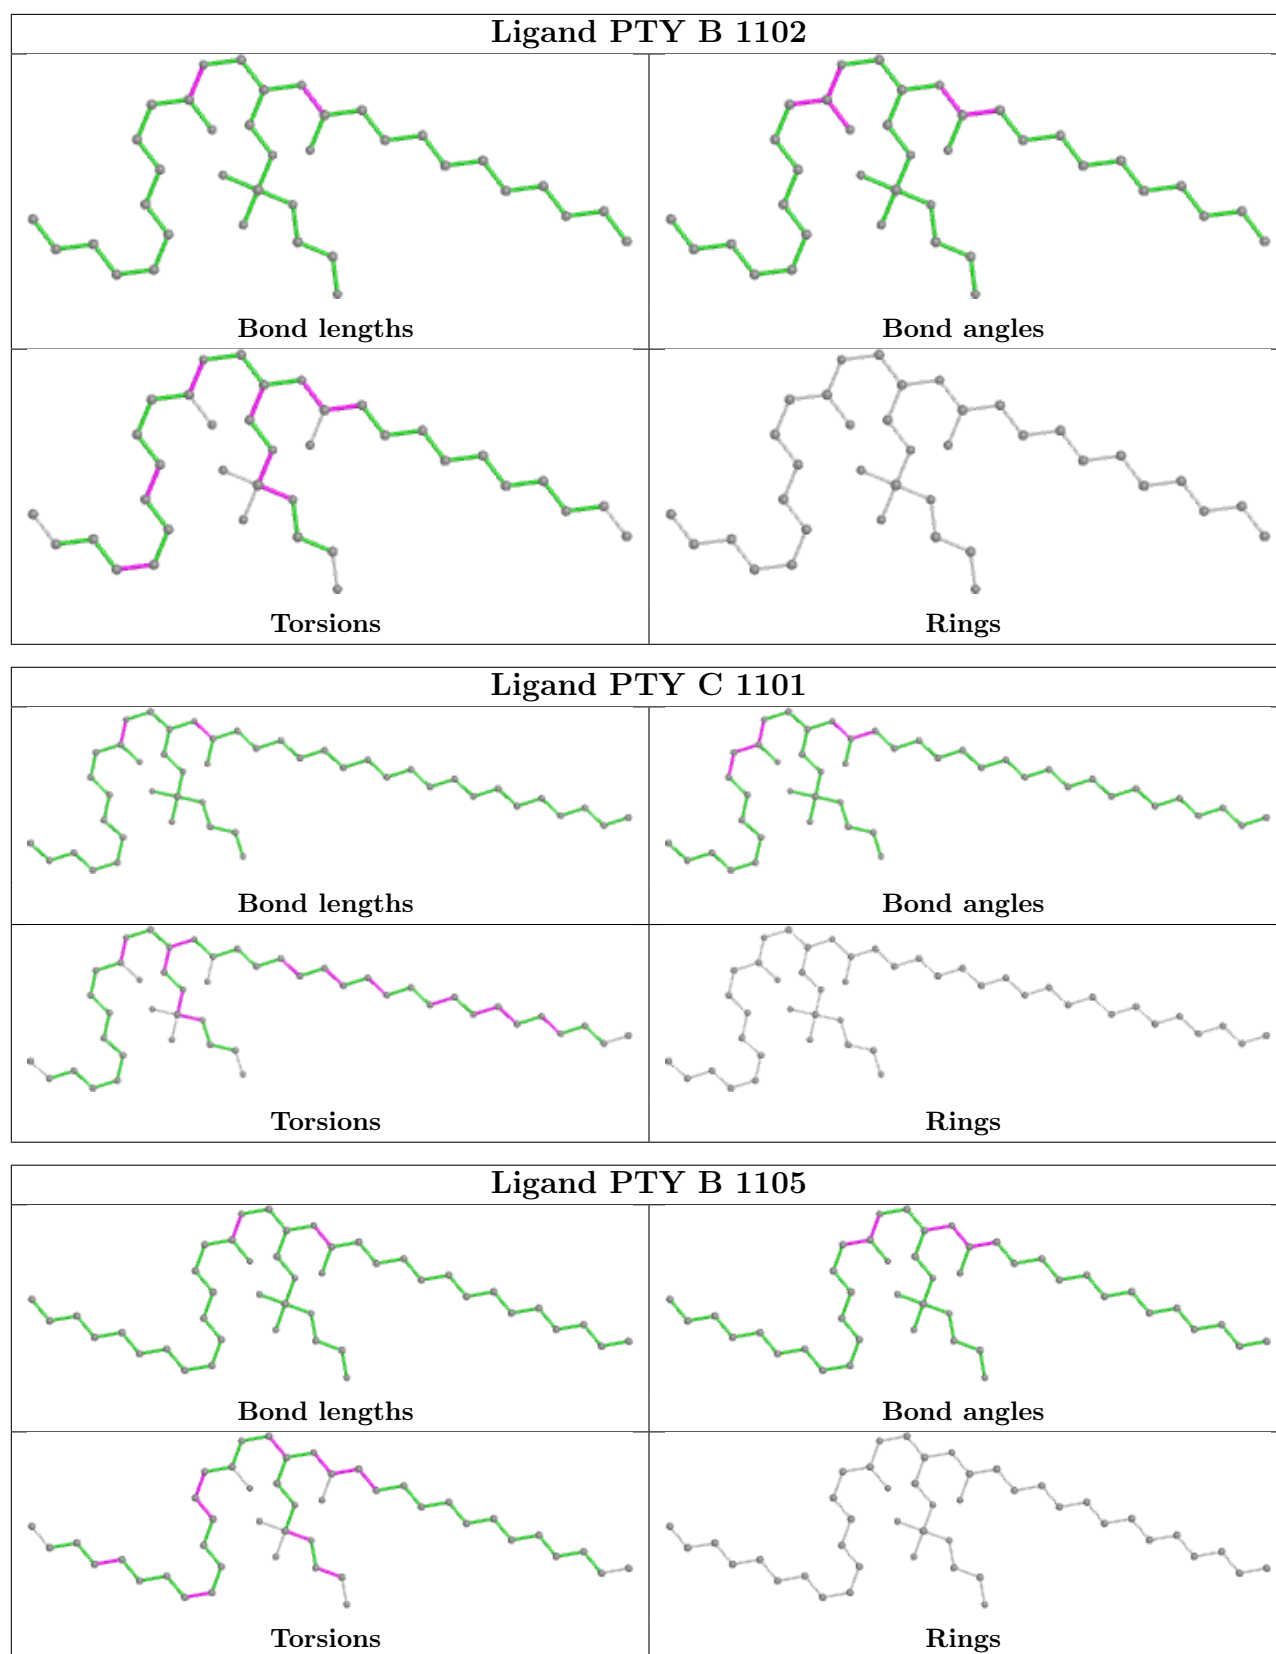 Ligand PTY B 1102
Bond lengths
Bond angles
Torsions
Rings
Ligand PTY C 1101
Bond lengths
Bond angles
Torsions
Rings
Ligand PTY B 1105
Bond lengths
Bond angles
Torsions
Rings